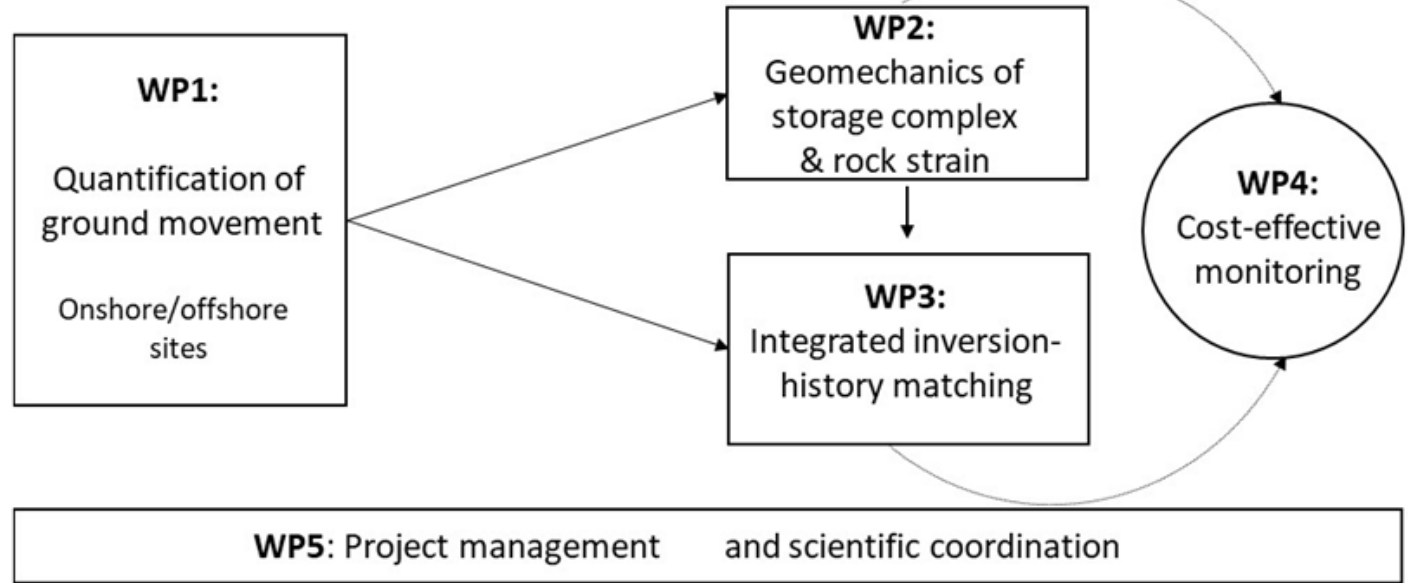 WP1:
Quantification of
ground movement
Onshore/offshore
sites
WP2:
Geomechanics of
storage complex
& rock strain
WP3:
Integrated inversion-
history matching
WP4:
Cost-effective
monitoring
WP5: Project management and scientific coordination